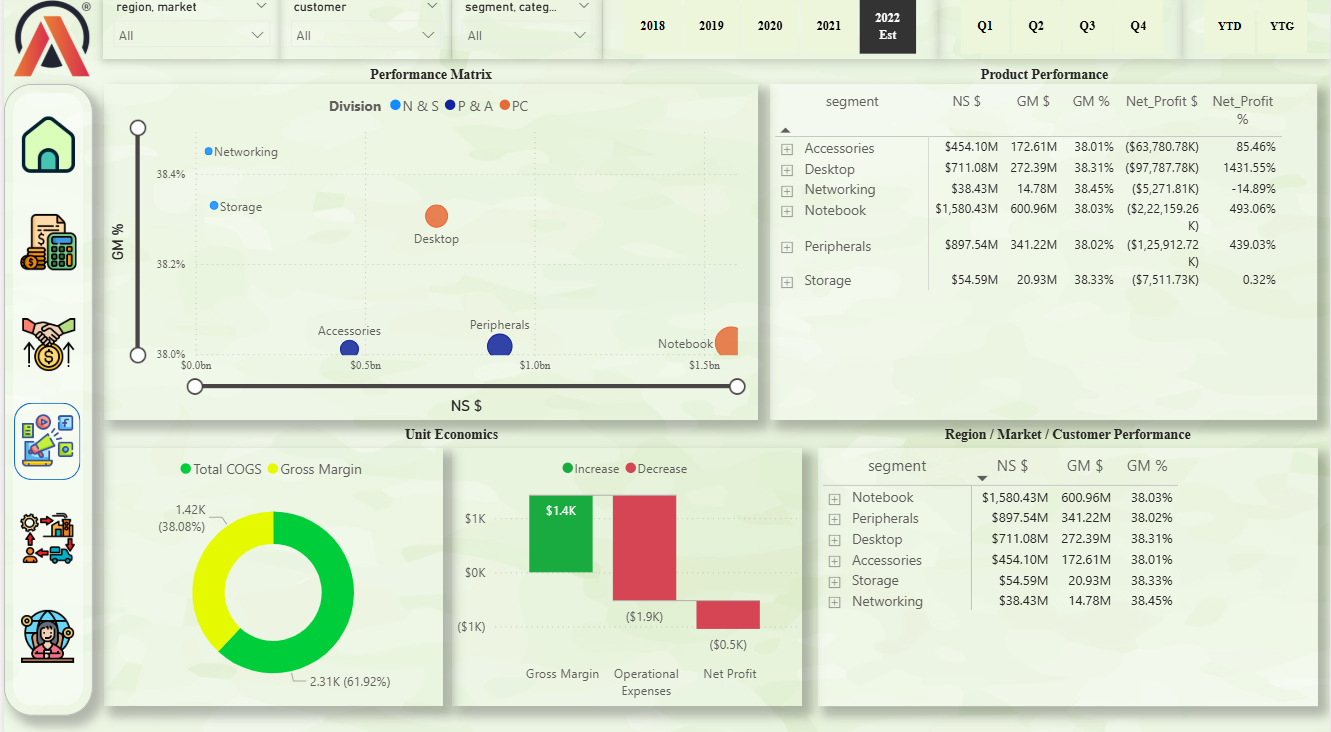 region, market
All
customer
All
segment, categ...
All
2018
2019
2020
2021
2022
Est
Q1
Q2
Q3
Q4
YTD
YTG
®
Performance Matrix
Division N & S P & A PC
GM %
38.4%
38.2%
38.0%
Networking
Storage
Desktop
Accessories
Peripherals
Notebook
$0.0bn $0.5bn $1.0bn $1.5bn
NS $
Product Performance
segment NS $ GM $ GM % Net_Profit $ Net_Profit
%
Accessories $454.10M 172.61M 38.01% ($63,780.78K) 85.46%
Desktop $711.08M 272.39M 38.31% ($97,787.78K) 1431.55%
Networking $38.43M 14.78M 38.45% ($5,271.81K) -14.89%
Notebook $1,580.43M 600.96M 38.03% ($2,22,159.26 493.06%
K)
Peripherals $897.54M 341.22M 38.02% ($1,25,912.72 439.03%
K)
Storage $54.59M 20.93M 38.33% ($7,511.73K) 0.32%
Unit Economics
Total COGS Gross Margin
1.42K
(38.08%)
2.31K (61.92%)
Increase Decrease
$1K
$0K
($1K)
$1.4K
($1.9K)
($0.5K)
Gross Margin Operational Net Profit
Expenses
Region / Market / Customer Performance
segment NS $ GM $ GM %
Notebook $1,580.43M 600.96M 38.03%
Peripherals $897.54M 341.22M 38.02%
Desktop $711.08M 272.39M 38.31%
Accessories $454.10M 172.61M 38.01%
Storage $54.59M 20.93M 38.33%
Networking $38.43M 14.78M 38.45%